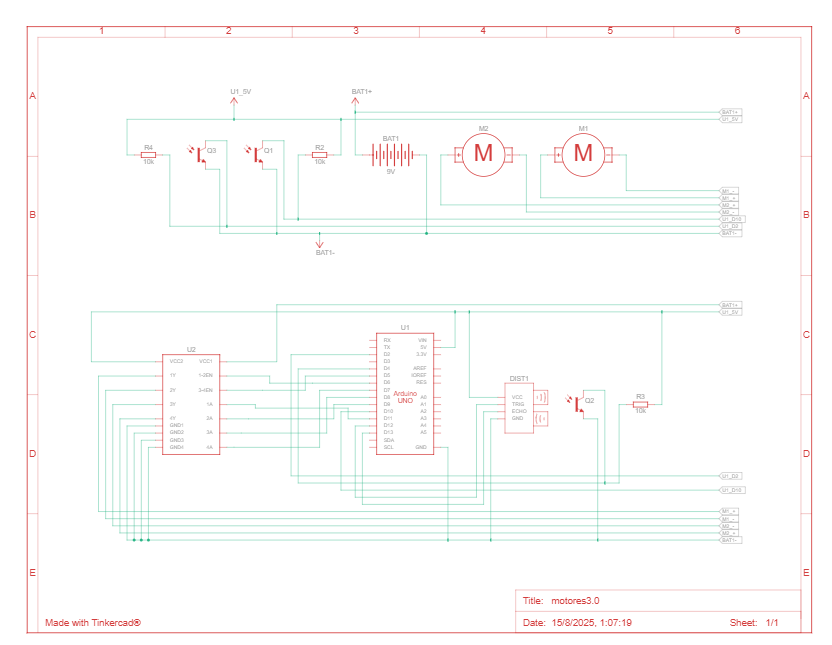 1 2 3 4 5 6
A A
U1_5V BAT1+
BAT1+
U1_5V
M2 M1
R4 Q3 Q1 R2 BAT1
M M
10k 10k 9V
M1_-
M1_+
M2_+
M2_-
B B
U1_D10
U1_D2
BAT1-
BAT1-
BAT1+
U1_5V
C C
U2 U1
VCC2 VCC1
1Y 1-2EN
2Y 3-4EN
3Y 1A
4Y 2A
GND1
GND2 3A
GND3
GND4 4A
RX VIN
TX 5V
D2 3.3V
D3
D4 AREF
D5 IOREF
D6 RES
D7
Arduino
UNO
D8 A0
D9 A1
D10 A2
D11 A3
D12 A4
D13 A5
SDA
SCL GND
DIST1
VCC
TRIG
ECHO
GND
Q2
R3
10k
D D
U1_D2
U1_D10
M1_+
M1_-
M2_-
M2_+
BAT1-
E E
Title: motores3.0
Made with Tinkercad®
Date: 15/8/2025, 1:07:19 Sheet: 1/1